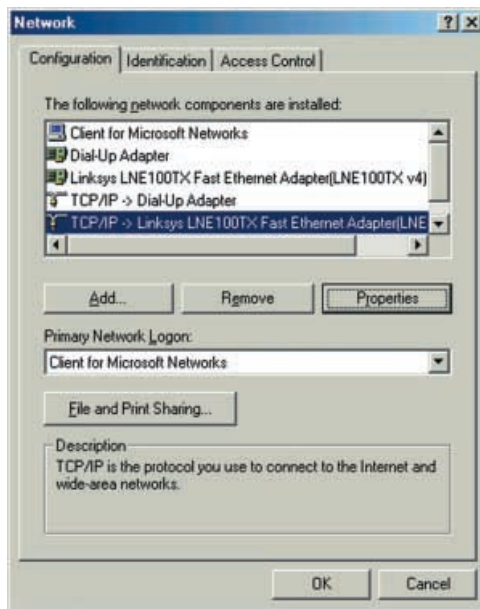 Network
Configuration Identification Access Control
The following network components are installed:
Client for Microsoft Networks
Dial-Up Adapter
Linksys LNE100TX Fast Ethernet Adapter(LNE100TX v4)
TCP/IP -> Dial-Up Adapter
TCP/IP -> Linksys LNE100TX Fast Ethernet Adapter(LNE
Add... Remove Properties
Primary Network Logon:
Client for Microsoft Networks
File and Print Sharing...
Description
TCP/IP is the protocol you use to connect to the Internet and
wide-area networks.
OK Cancel